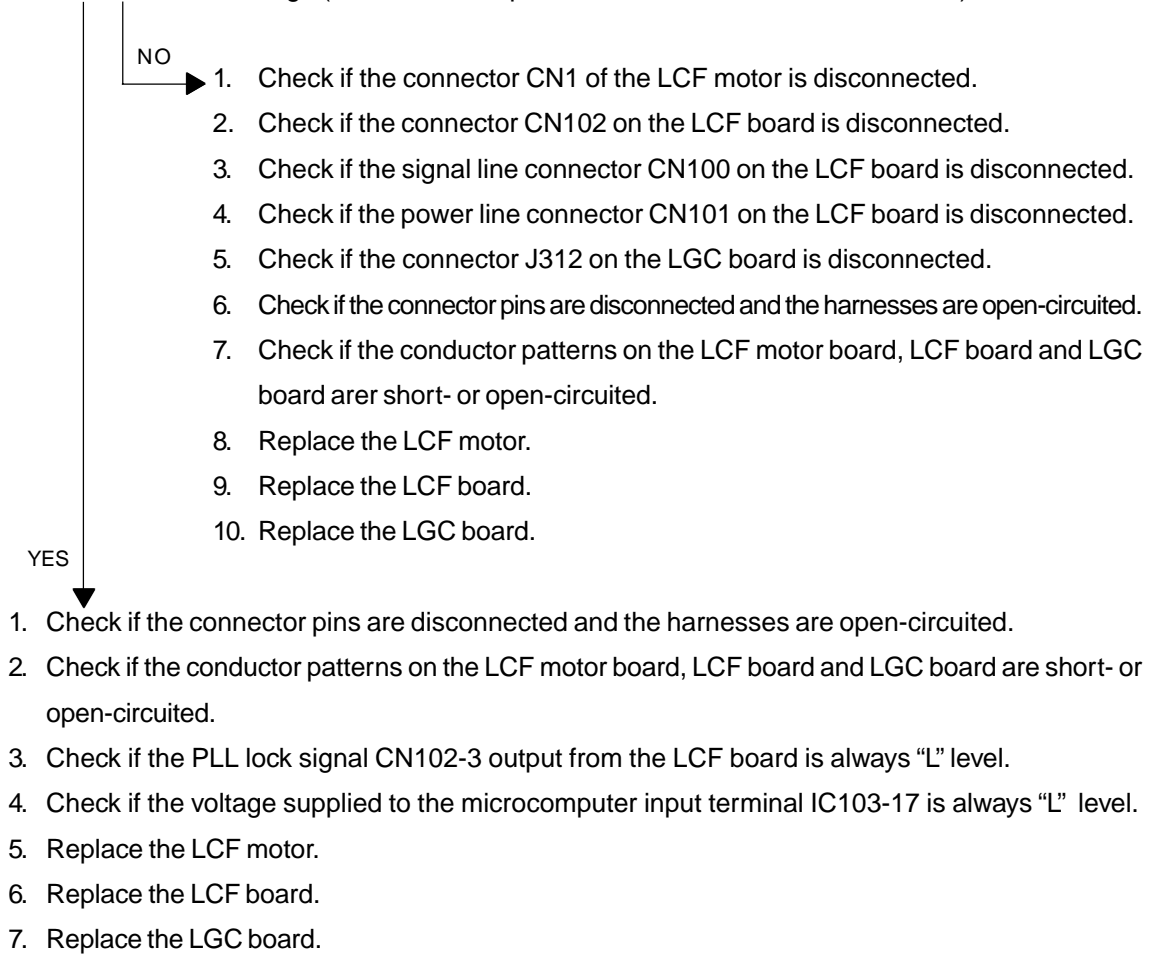 NO
1. Check if the connector CN1 of the LCF motor is disconnected.
2. Check if the connector CN102 on the LCF board is disconnected.
3. Check if the signal line connector CN100 on the LCF board is disconnected.
4. Check if the power line connector CN101 on the LCF board is disconnected.
5. Check if the connector J312 on the LGC board is disconnected.
6. Check if the connector pins are disconnected and the harnesses are open-circuited.
7. Check if the conductor patterns on the LCF motor board, LCF board and LGC
board arer short- or open-circuited.
8. Replace the LCF motor.
9. Replace the LCF board.
10. Replace the LGC board.
YES
1. Check if the connector pins are disconnected and the harnesses are open-circuited.
2. Check if the conductor patterns on the LCF motor board, LCF board and LGC board are short- or
open-circuited.
3. Check if the PLL lock signal CN102-3 output from the LCF board is always “L” level.
4. Check if the voltage supplied to the microcomputer input terminal IC103-17 is always “L” level.
5. Replace the LCF motor.
6. Replace the LCF board.
7. Replace the LGC board.